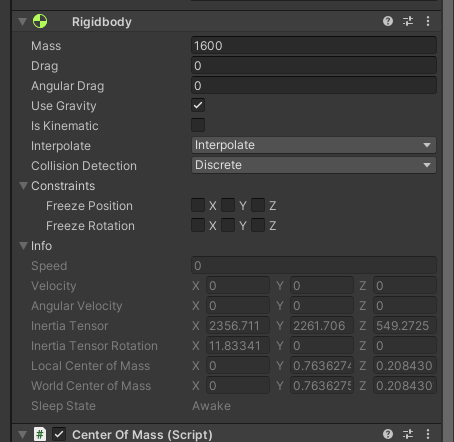 Rigidbody
Mass 1600
Drag 0
Angular Drag 0
Use Gravity
Is Kinematic
Interpolate Interpolate
Collision Detection Discrete
Constraints
Freeze Position X Y Z
Freeze Rotation X Y Z
Info
Speed 0
Velocity X 0 Y 0 Z 0
Angular Velocity X 0 Y 0 Z 0
Inertia Tensor X 2356.711 Y 2261.706 Z 549.2725
Inertia Tensor Rotation X 11.83341 Y 0 Z 0
Local Center of Mass X 0 Y 0.7636274 Z 0.208430
World Center of Mass X 0 Y 0.7636275 Z 0.208430
Sleep State Awake
# Center Of Mass (Script)